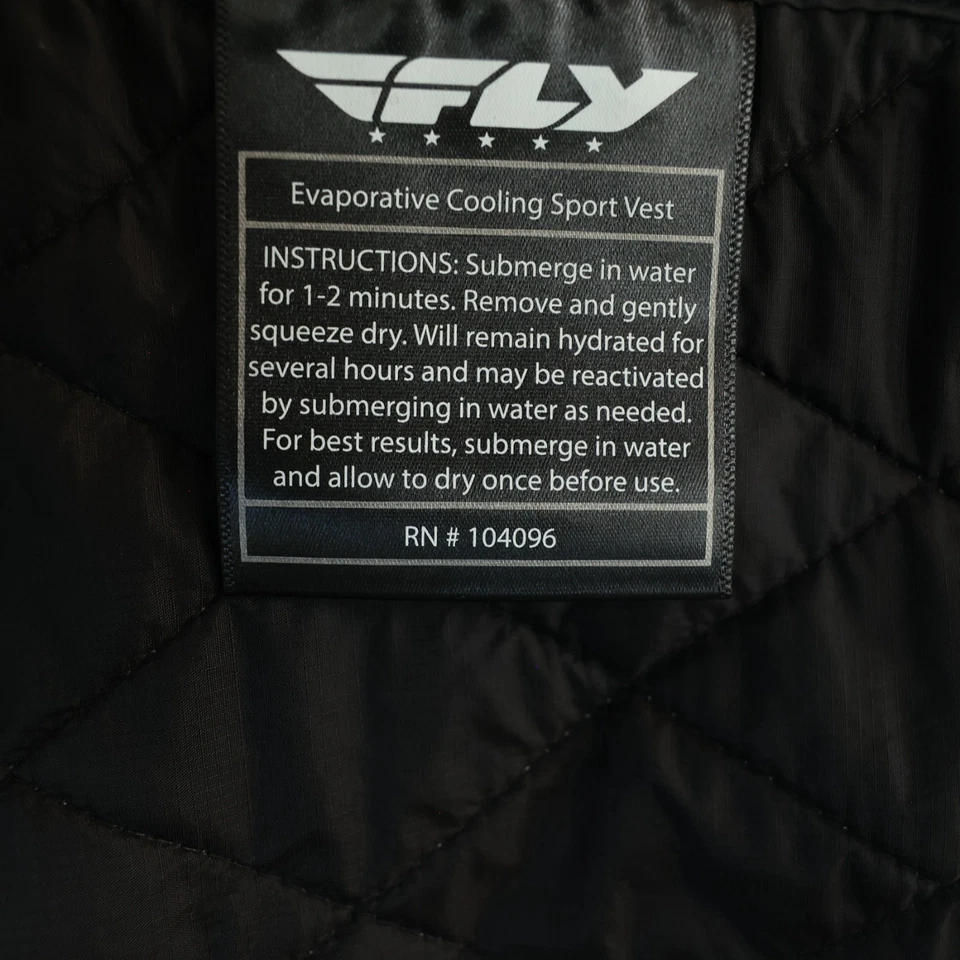 FLY
Evaporative Cooling Sport Vest
INSTRUCTIONS: Submerge in water
for 1-2 minutes. Remove and gently
squeeze dry. Will remain hydrated for
several hours and may be reactivated
by submerging in water as needed.
For best results, submerge in water
and allow to dry once before use.
RN # 104096